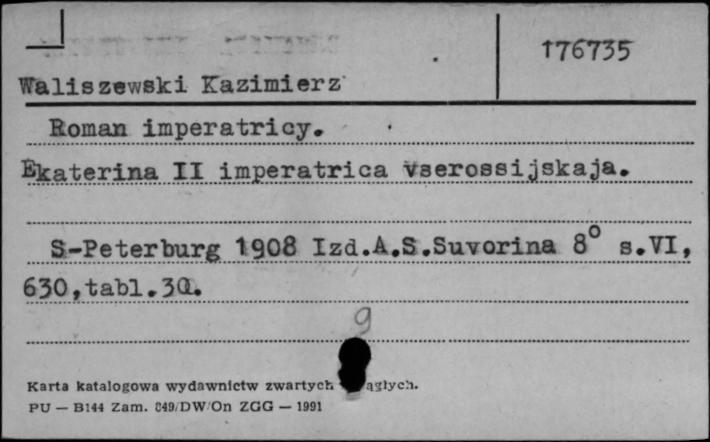 176735
Waliszewski Kazimierz
Roman imperatricy.
Ekaterina II imperatrica vserossijskaja.
S-Peterburg 1908 Izd.A.S.Suvorina 8° s.VI,
630,tabl.30.
9
Karta katalogowa wydawnictw zwartych ągłych.
PU — B144 Zam. 849/DW/On ZGG — 1991